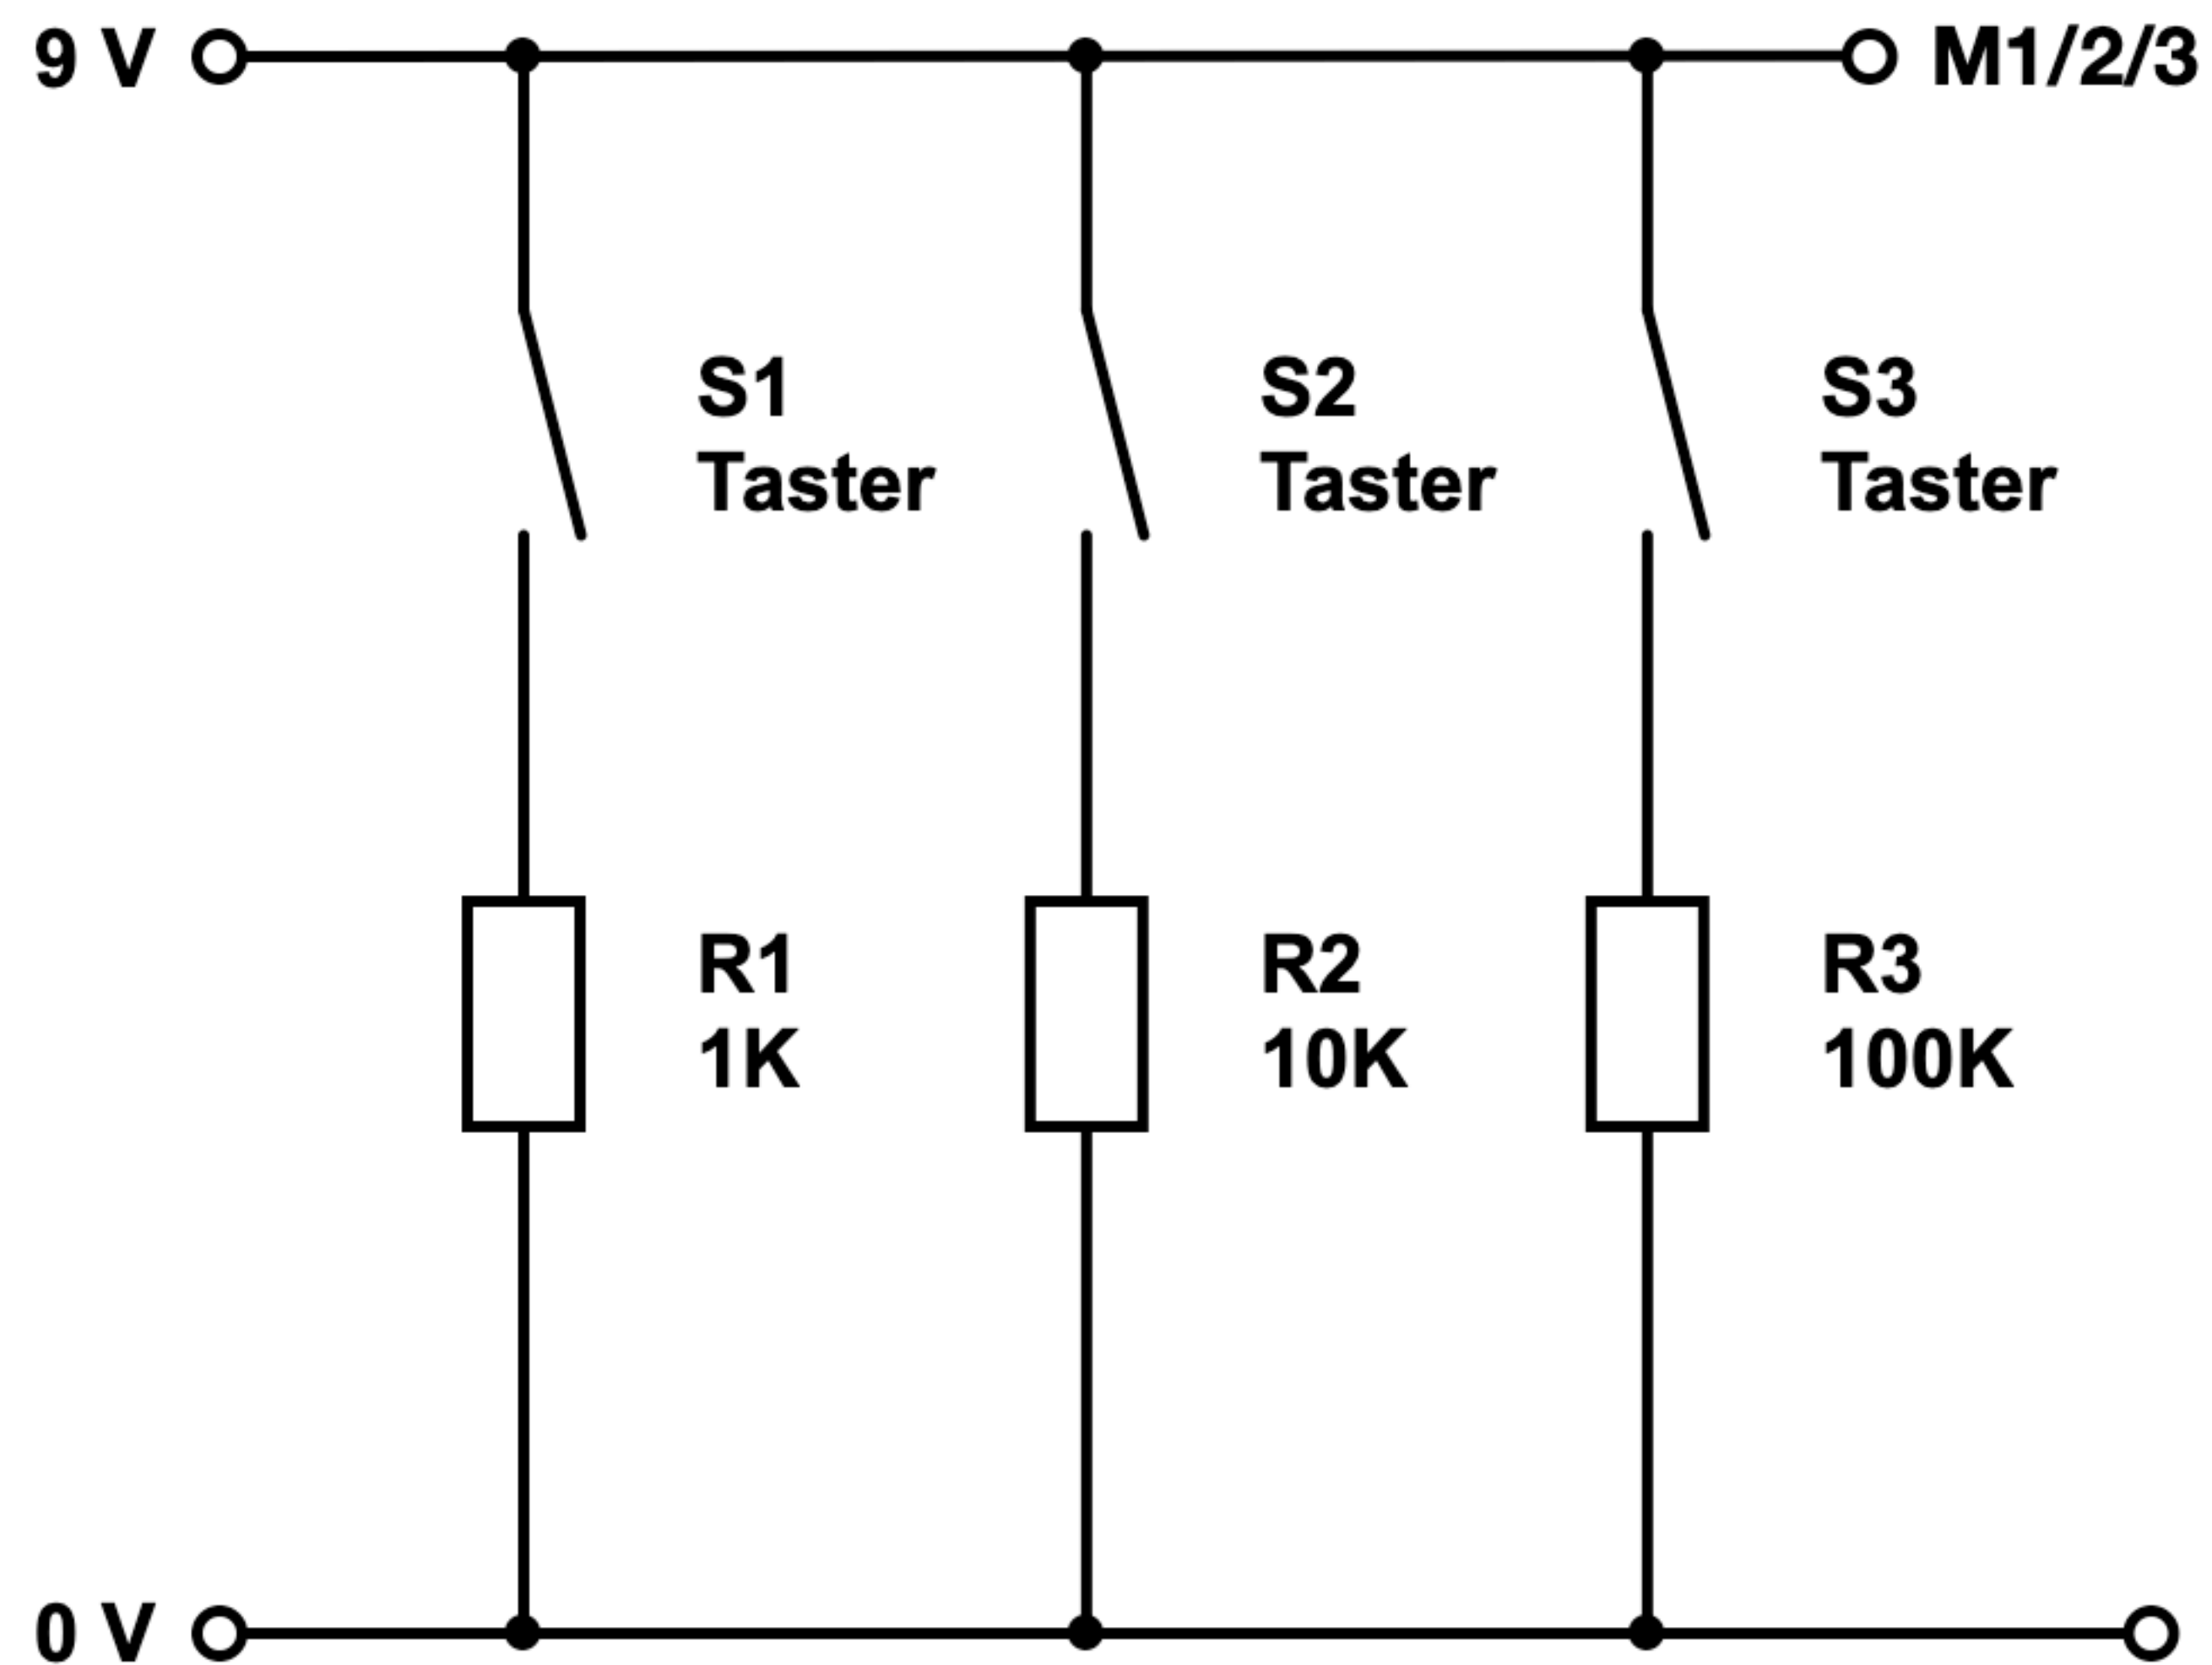 9 V
M1/2/3
S1
Taster
S2
Taster
S3
Taster
R1
1K
R2
10K
R3
100K
0 V